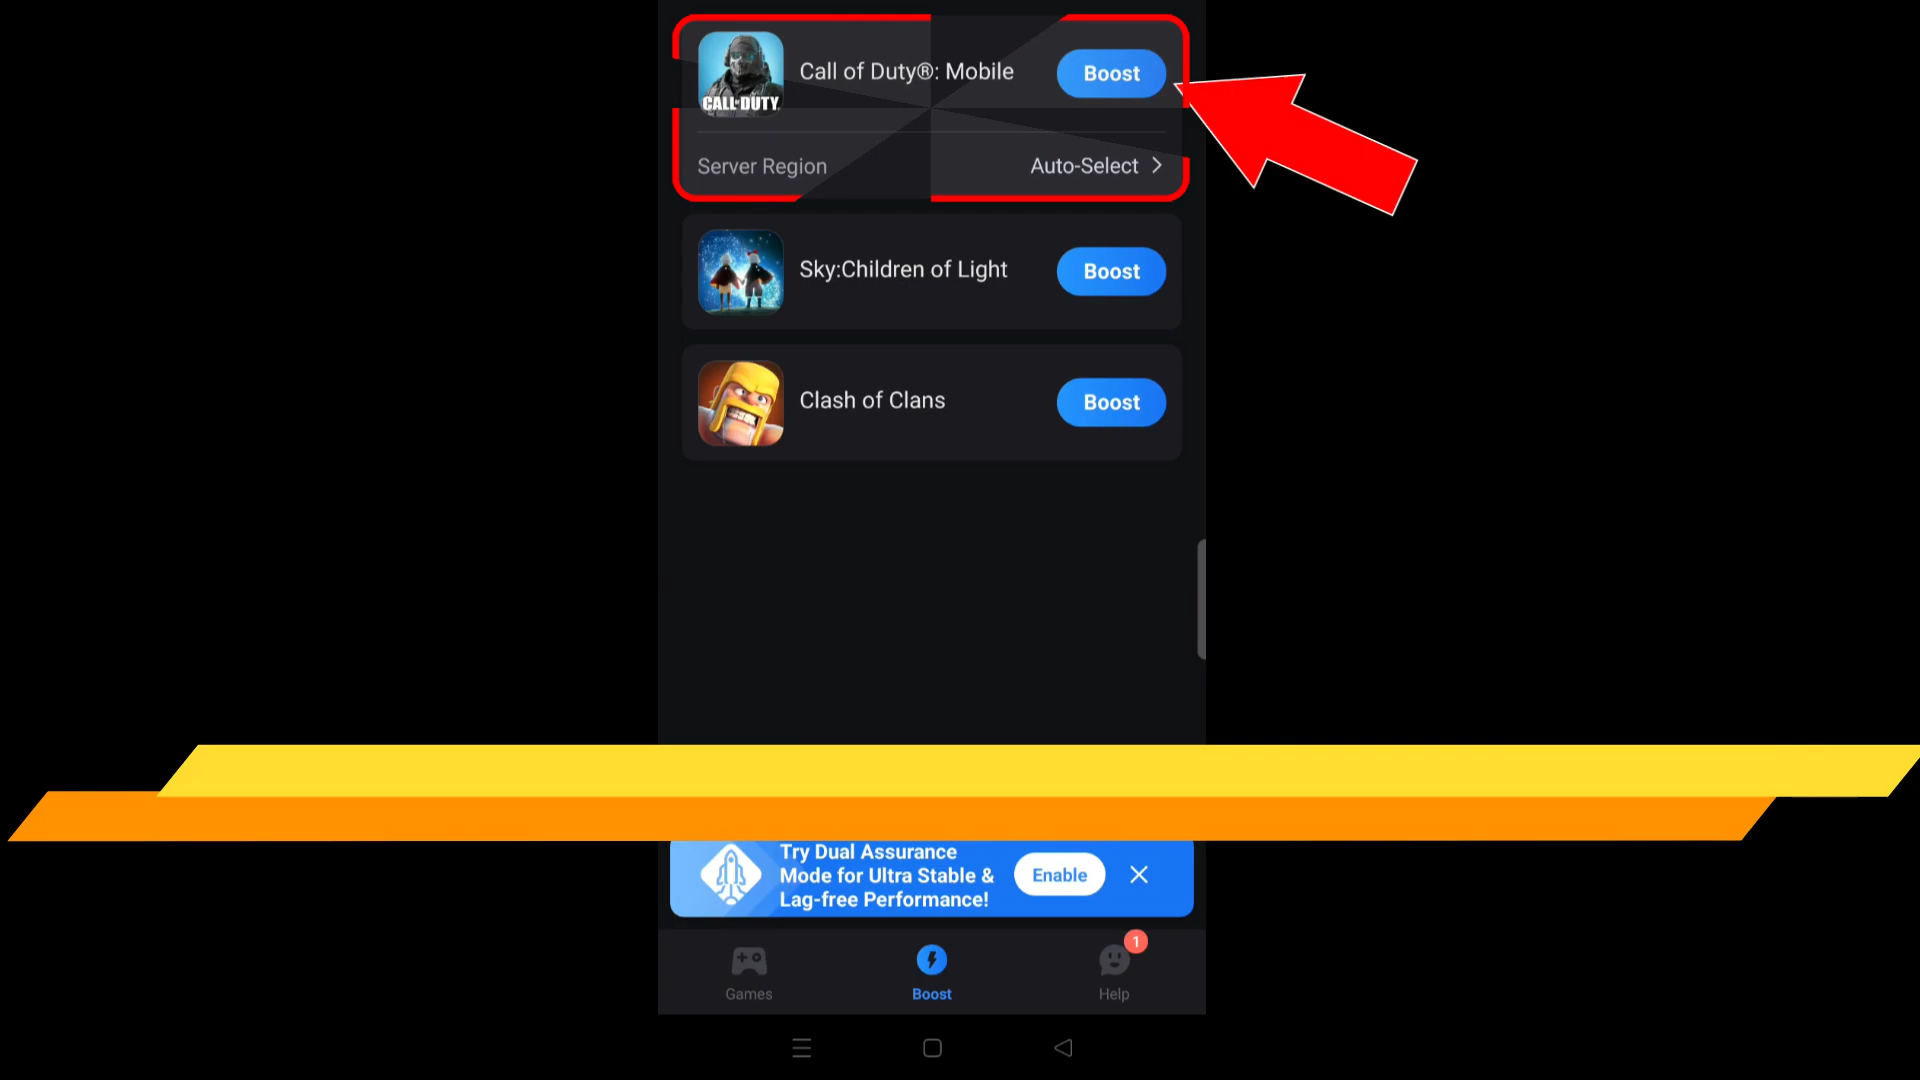 CALL OF DUTY
Call of Duty®: Mobile
Boost
Server Region
Auto-Select
Sky:Children of Light
Boost
Clash of Clans
Boost
Try Dual Assurance
Mode for Ultra Stable &
Lag-free Performance!
Enable
1
Games
Boost
Help